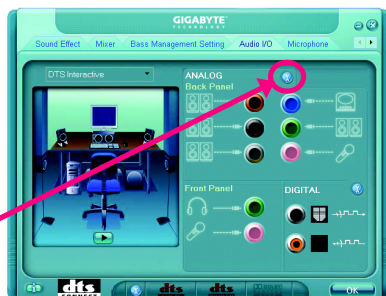 GIGABYTE
TECHNOLOGY
Sound Effect Mixer Bass Management Setting Audio I/O Microphone
DTS Interactive
ANALOG
Back Panel
Front Panel
DIGITAL
dts
CONNECT
dts
dts
OK